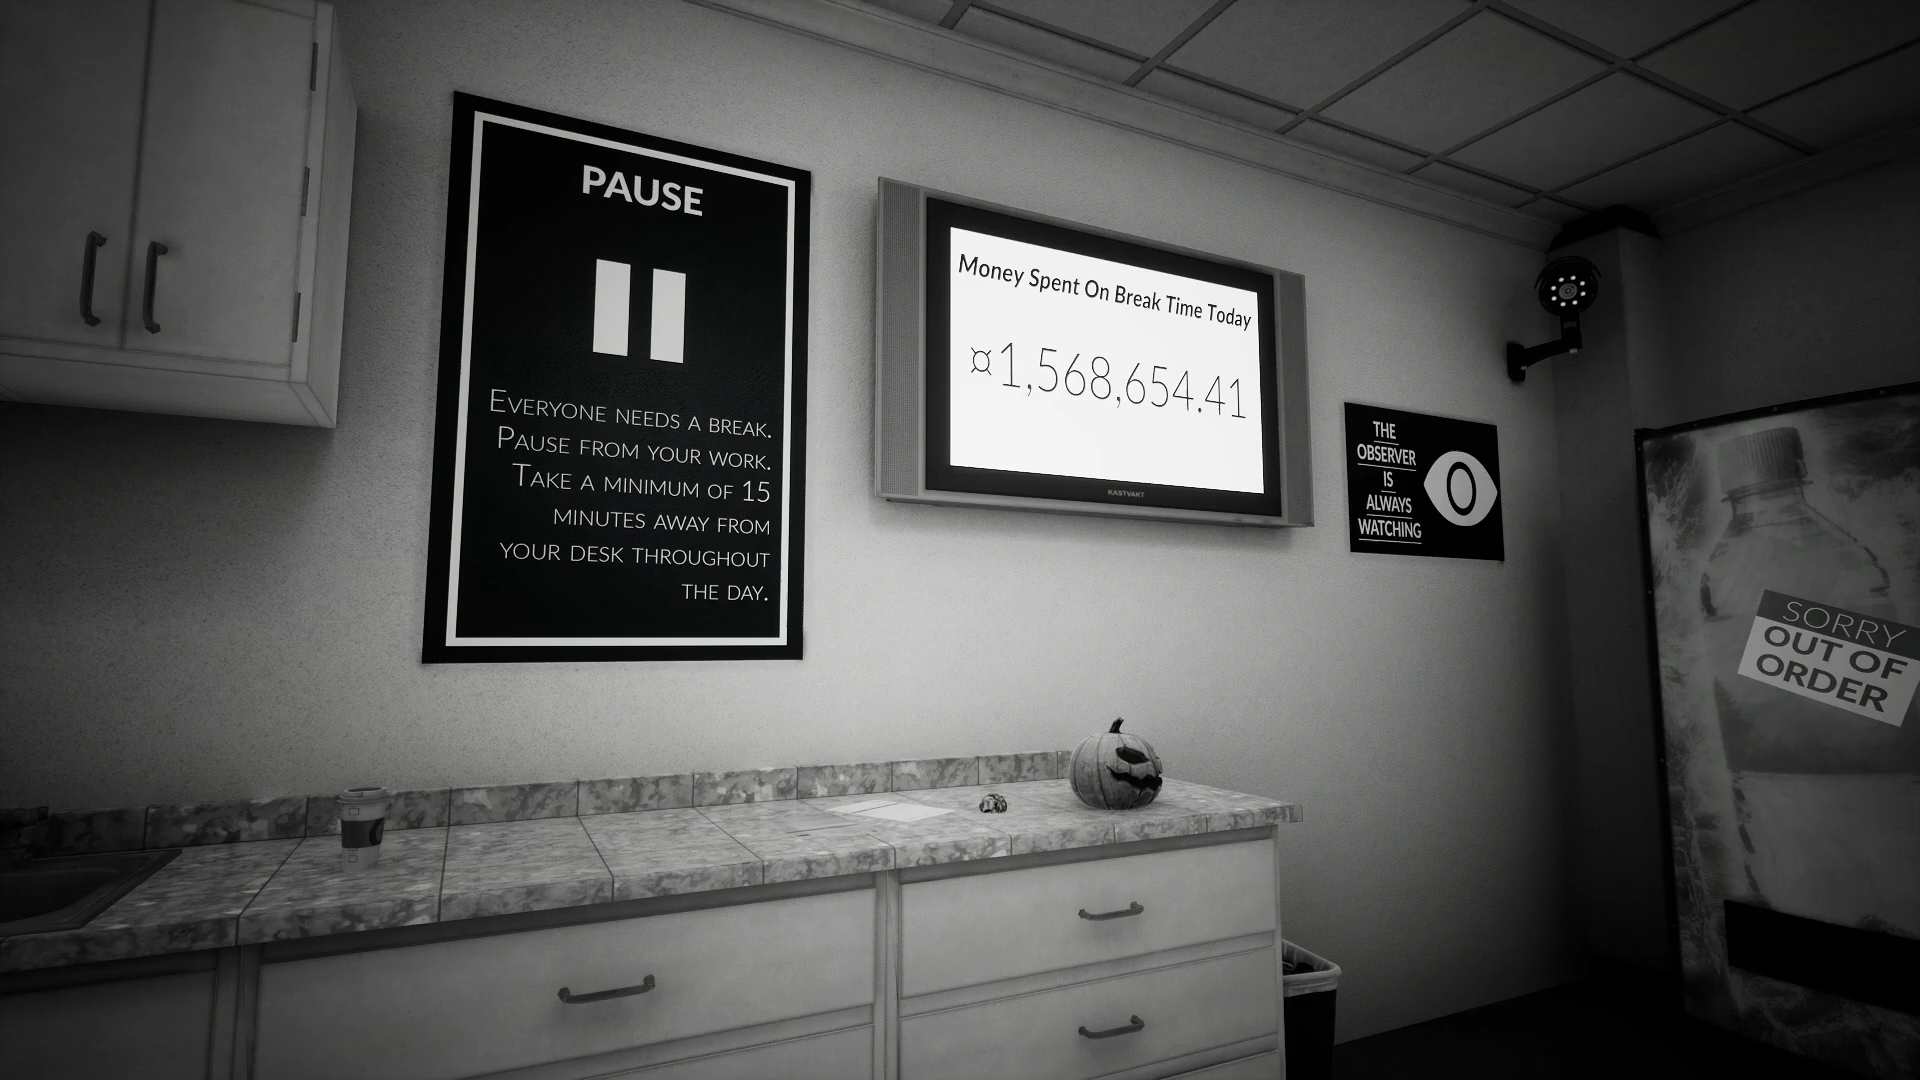 PAUSE
EVERYONE NEEDS A BREAK.
PAUSE FROM YOUR WORK.
TAKE A MINIMUM OF 15
MINUTES AWAY FROM
YOUR DESK THROUGHOUT
THE DAY.
Money Spent On Break Time Today
¤1,568,654.41
KASTVAKT
THE
OBSERVER
IS
ALWAYS
WATCHING
SORRY
OUT OF
ORDER